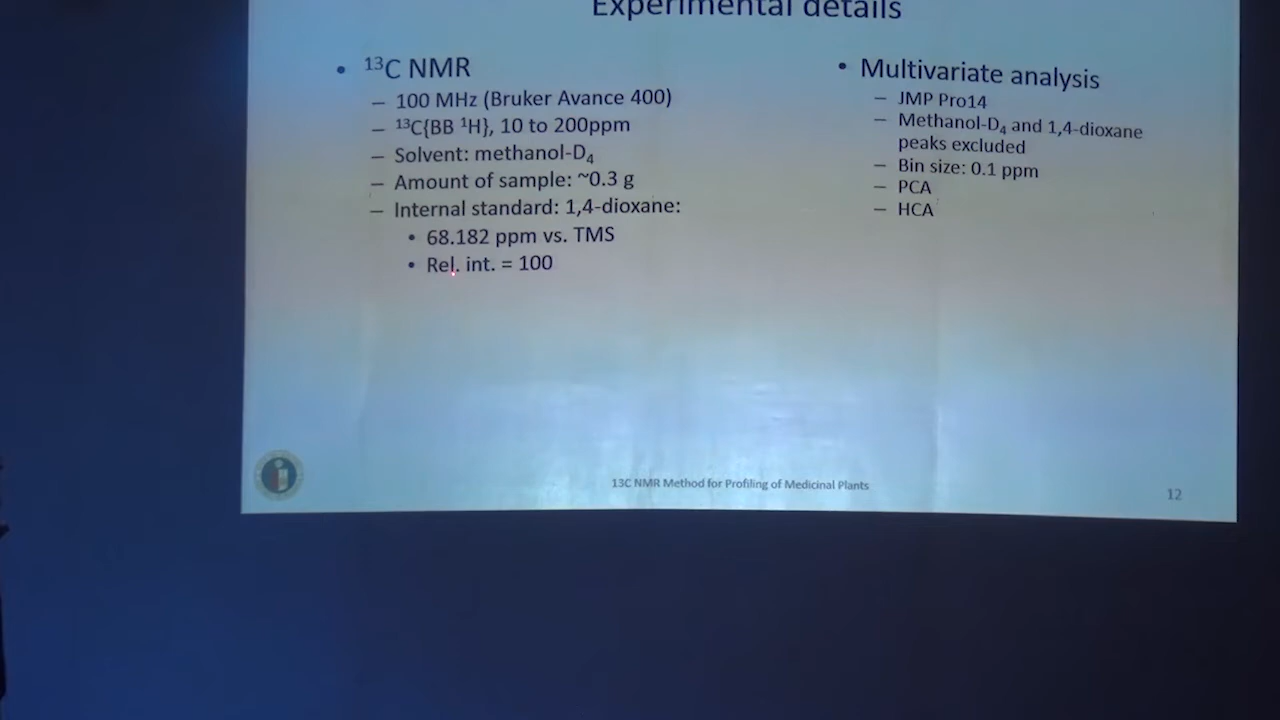 Experimental details
• ¹³C NMR
– 100 MHz (Bruker Avance 400)
– ¹³C{BB ¹H}, 10 to 200ppm
– Solvent: methanol-D₄
– Amount of sample: ~0.3 g
– Internal standard: 1,4-dioxane:
• 68.182 ppm vs. TMS
• Rel. int. = 100
• Multivariate analysis
– JMP Pro14
– Methanol-D₄ and 1,4-dioxane
peaks excluded
– Bin size: 0.1 ppm
– PCA
– HCA
13C NMR Method for Profiling of Medicinal Plants
12